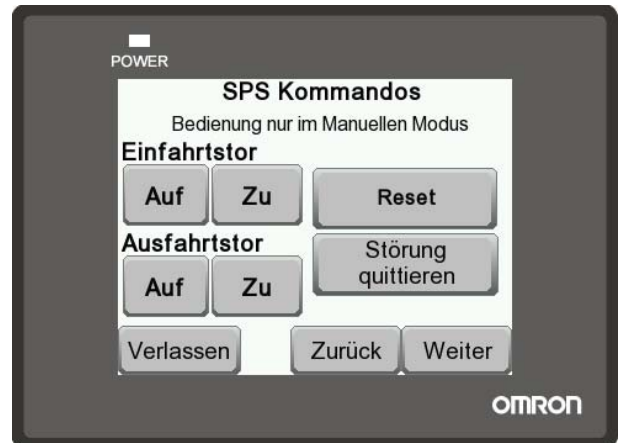 POWER
SPS Kommandos
Bedienung nur im Manuellen Modus
Einfahrtstor
Auf Zu
Reset
Ausfahrtstor
Störung
quittieren
Auf Zu
Verlassen Zurück Weiter
OMRON